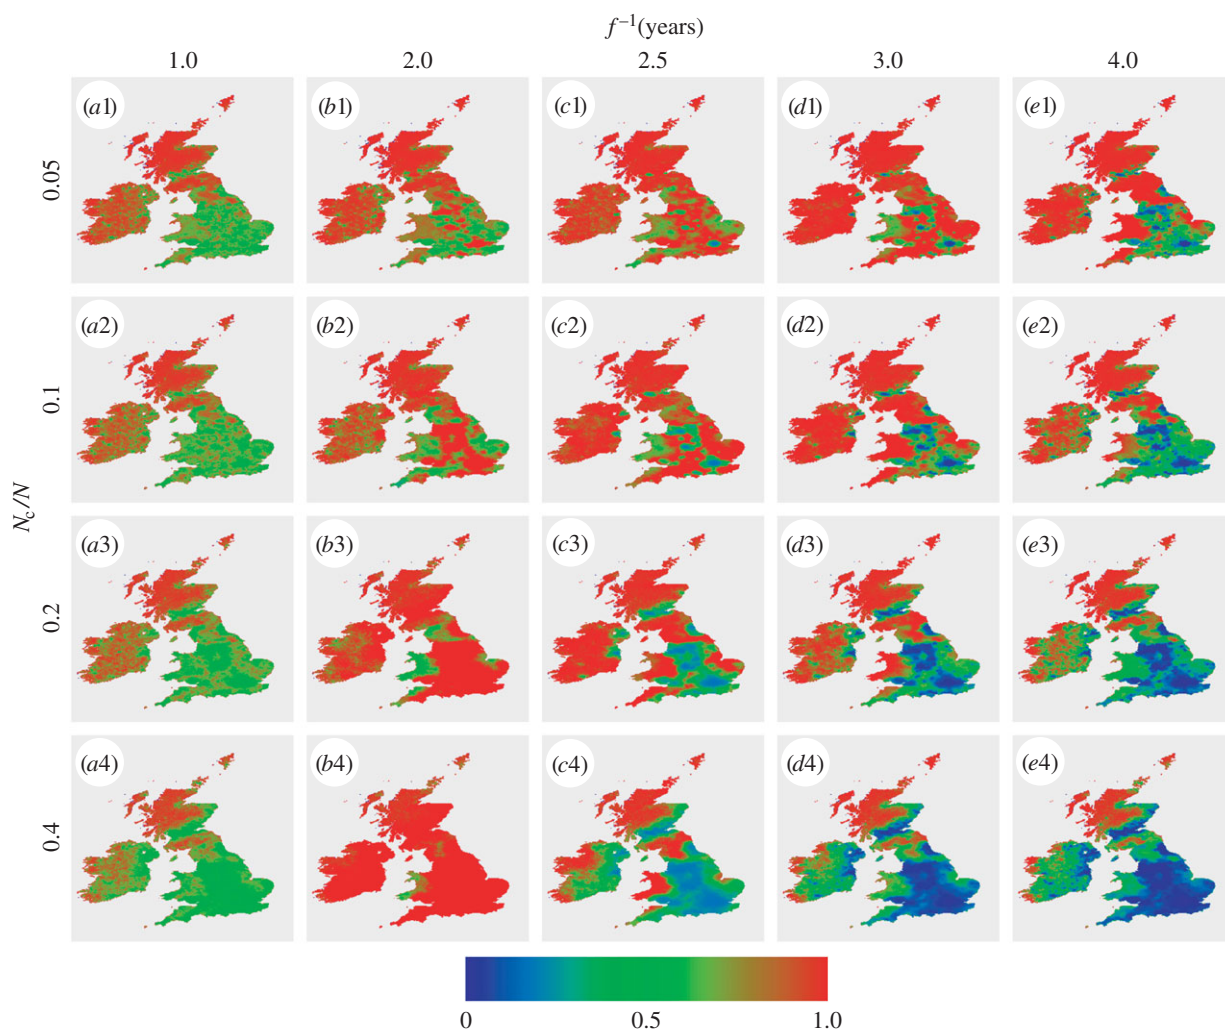 f⁻¹(years)
1.0 2.0 2.5 3.0 4.0
0.05
(a1) (b1) (c1) (d1) (e1)
0.1
(a2) (b2) (c2) (d2) (e2)
N_c/N
0.2
(a3) (b3) (c3) (d3) (e3)
0.4
(a4) (b4) (c4) (d4) (e4)
0 0.5 1.0